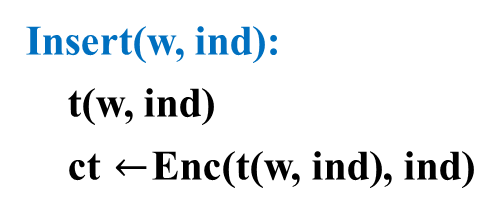 Insert(w, ind):
t(w, ind)
ct ←Enc(t(w, ind), ind)